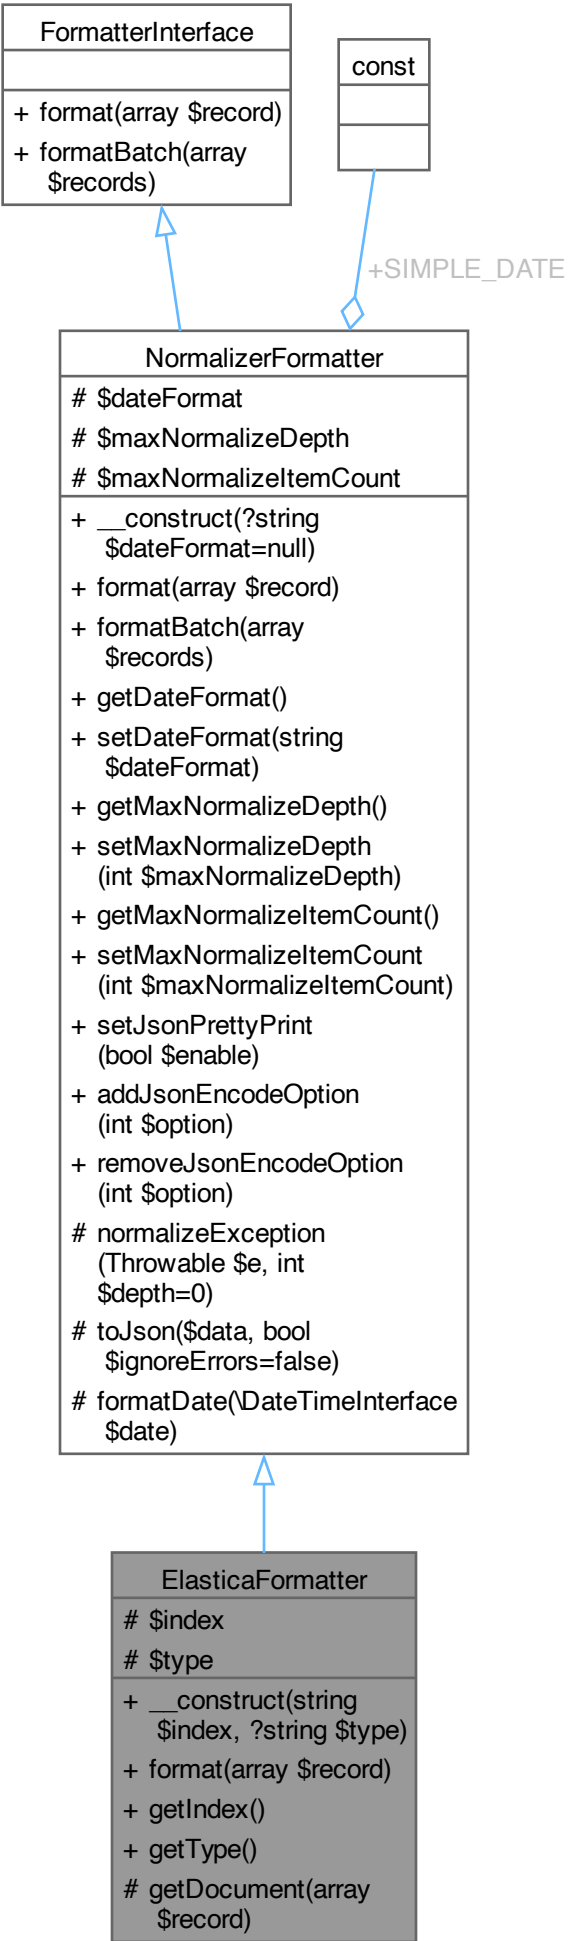 FormatterInterface
+ format(array $record)
+ formatBatch(array
$records)
const
+SIMPLE_DATE
NormalizerFormatter
# $dateFormat
# $maxNormalizeDepth
# $maxNormalizeItemCount
+ __construct(?string
$dateFormat=null)
+ format(array $record)
+ formatBatch(array
$records)
+ getDateFormat()
+ setDateFormat(string
$dateFormat)
+ getMaxNormalizeDepth()
+ setMaxNormalizeDepth
(int $maxNormalizeDepth)
+ getMaxNormalizeItemCount()
+ setMaxNormalizeItemCount
(int $maxNormalizeItemCount)
+ setJsonPrettyPrint
(bool $enable)
+ addJsonEncodeOption
(int $option)
+ removeJsonEncodeOption
(int $option)
# normalizeException
(Throwable $e, int
$depth=0)
# toJson($data, bool
$ignoreErrors=false)
# formatDate(\DateTimeInterface
$date)
ElasticaFormatter
# $index
# $type
+ __construct(string
$index, ?string $type)
+ format(array $record)
+ getIndex()
+ getType()
# getDocument(array
$record)